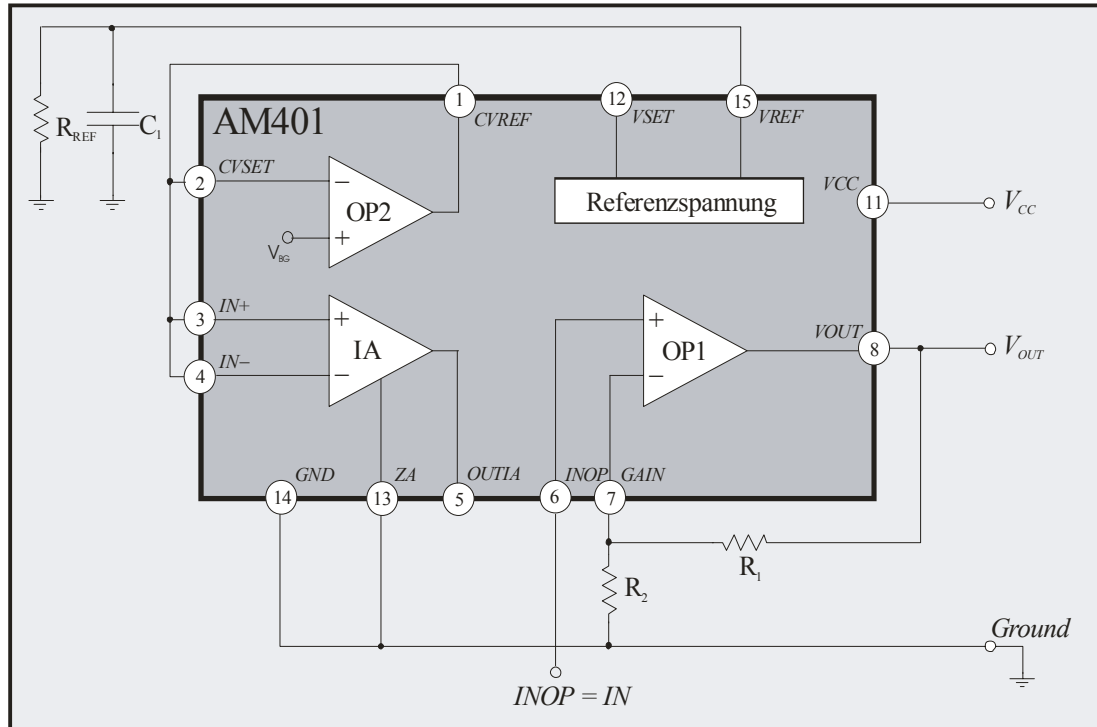 1
12
15
AM401
CVREF
VSET
VREF
R_REF
C_1
CVSET
2
OP2
−
+
V_BG
Referenzspannung
VCC
11
V_CC
IN+
3
IN−
4
+
−
IA
+
−
OP1
VOUT
8
V_OUT
GND
ZA
OUTIA
INOP
GAIN
14
13
5
6
7
R_1
R_2
Ground
INOP = IN